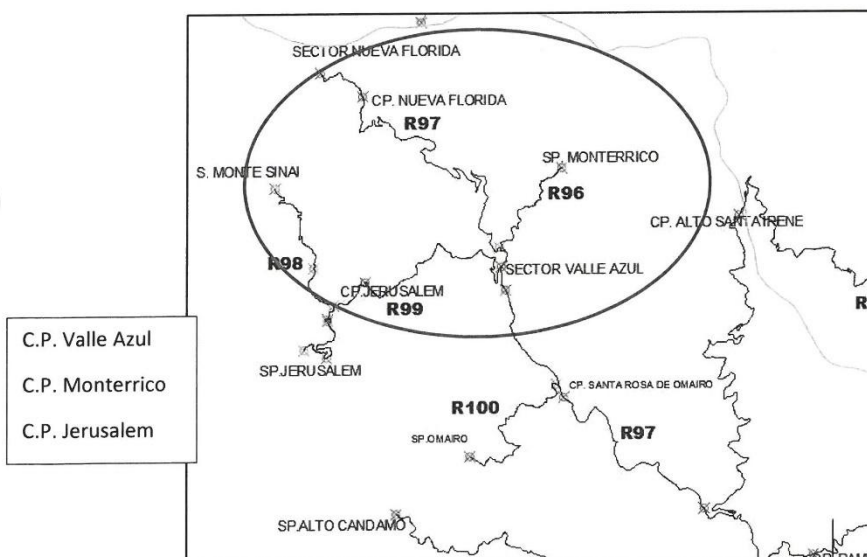 SECTOR NUEVA FLORIDA
CP. NUEVA FLORIDA
R97
SP. MONTERRICO
S. MONTE SINAI
R96
CP. ALTO SANTA IRENE
R98
SECTOR VALLE AZUL
CP.JERUSALEM
R99
R
C.P. Valle Azul
C.P. Monterrico
C.P. Jerusalem
SP.JERUSALEM
CP. SANTA ROSA DE OMAIRO
R100
R97
SP.OMAIRO
SP.ALTO CANDAMO